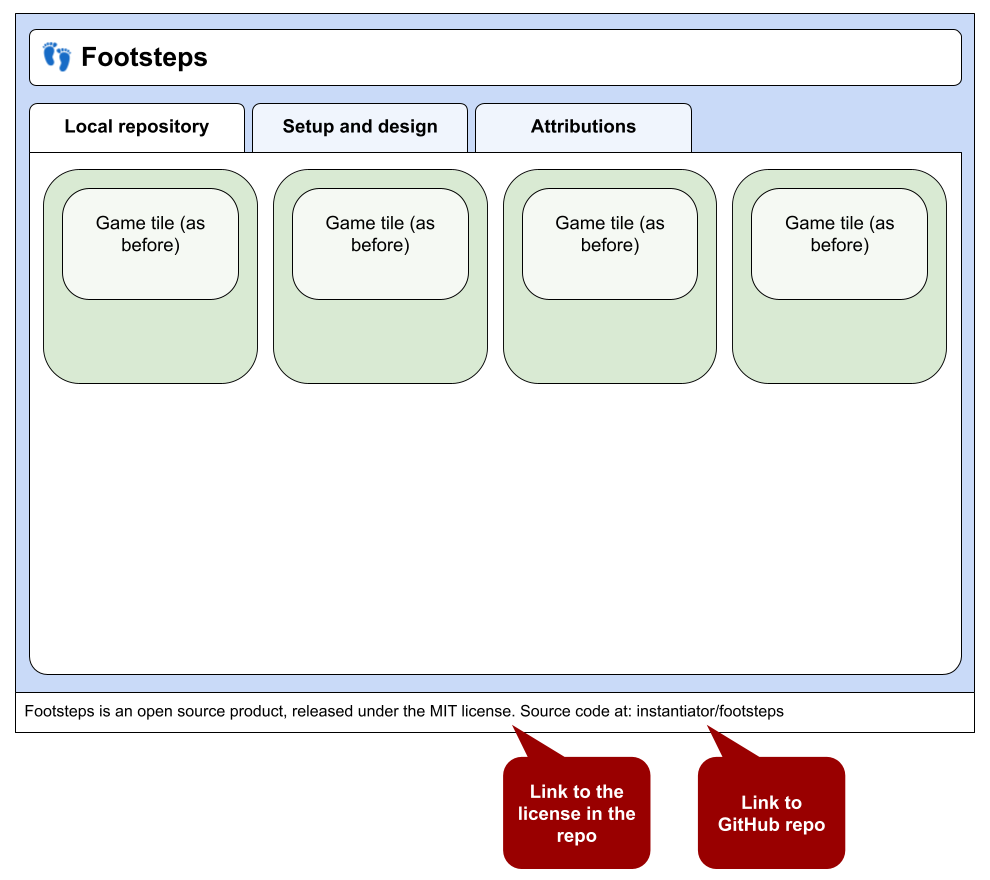 Footsteps
Local repository
Setup and design
Attributions
Game tile (as
before)
Game tile (as
before)
Game tile (as
before)
Game tile (as
before)
Footsteps is an open source product, released under the MIT license. Source code at: instantiator/footsteps
Link to the
license in the
repo
Link to
GitHub repo